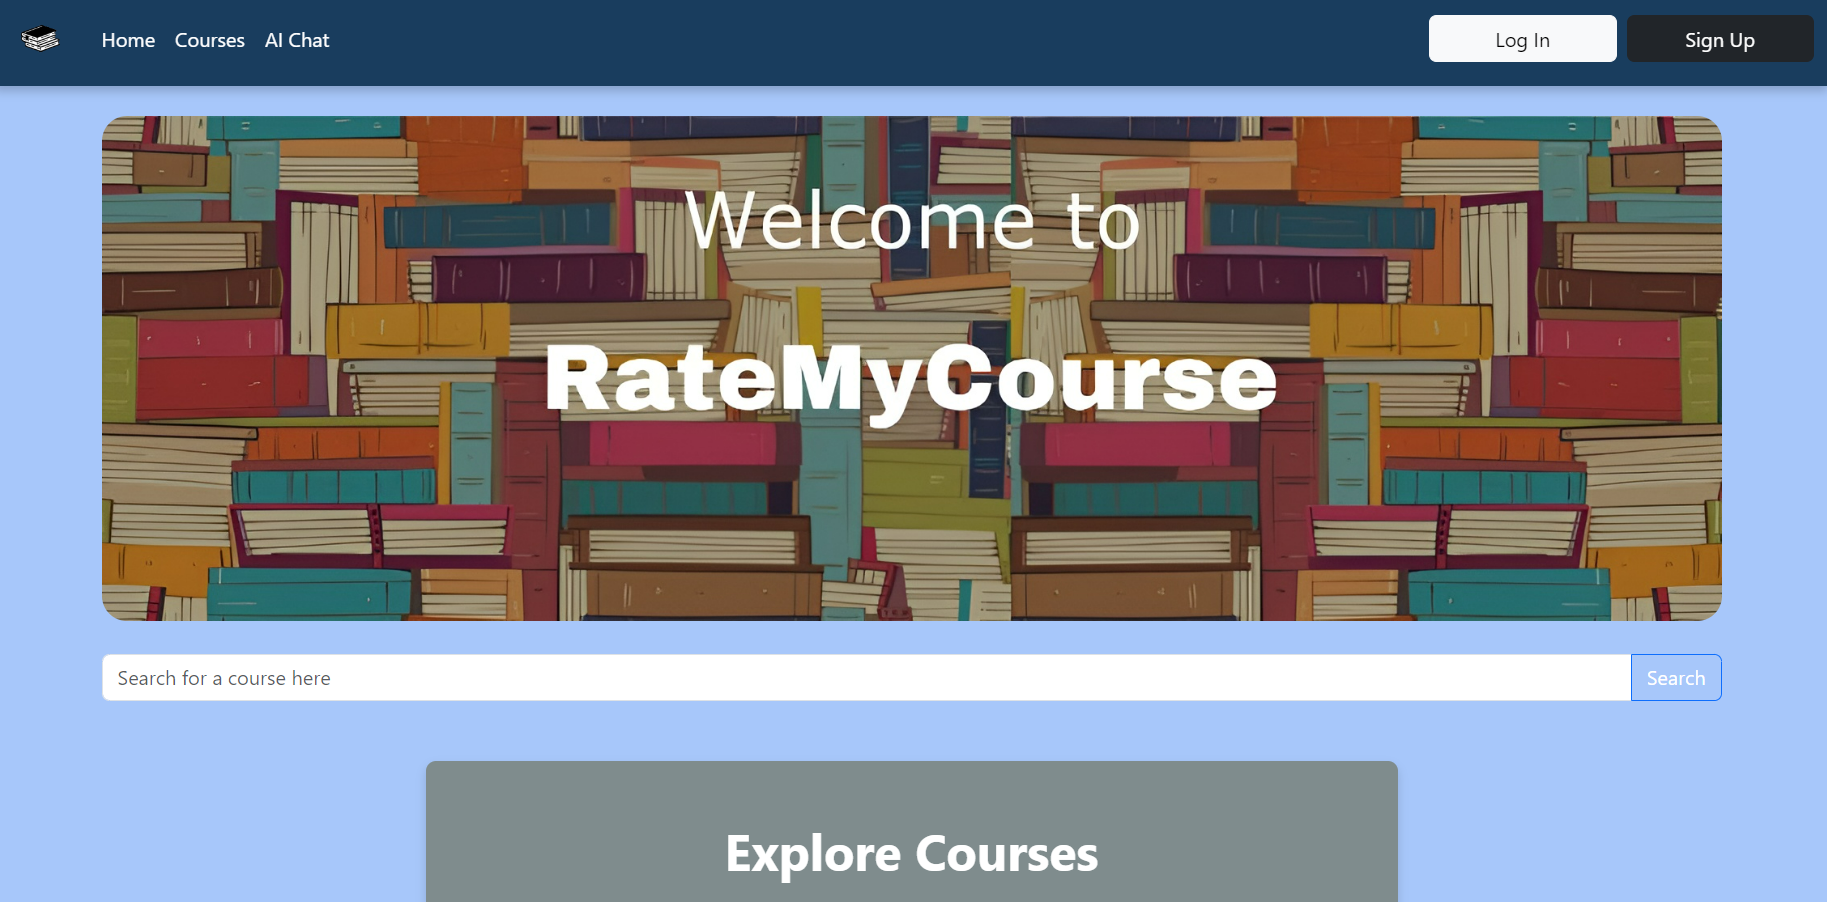 Home Courses AI Chat Log In Sign Up
Welcome to
RateMyCourse
Search for a course here Search
Explore Courses